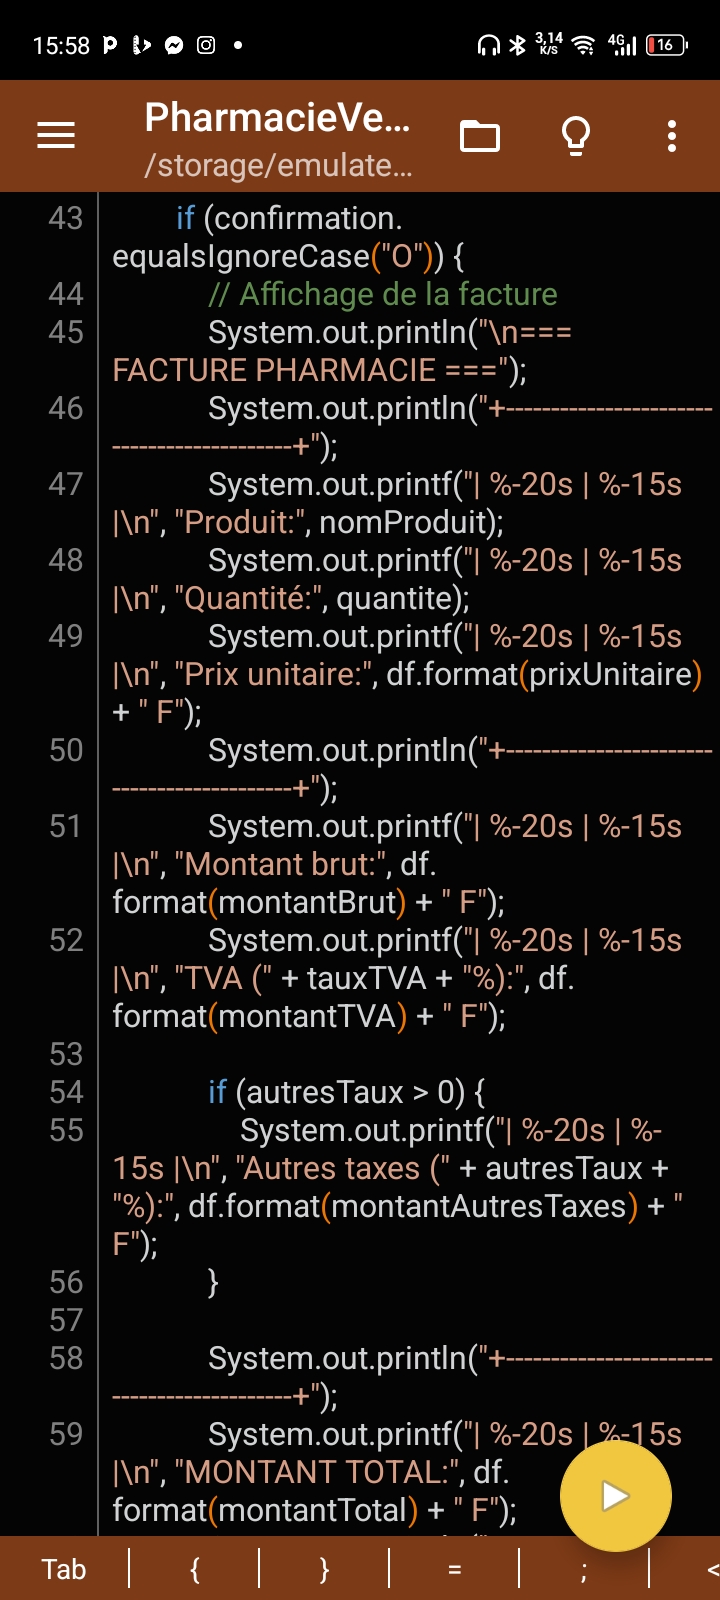 15:58
3,14
K/S
4G
16
PharmacieVe...
/storage/emulate...
43 if (confirmation.
equalsIgnoreCase("O")) {
44 // Affichage de la facture
45 System.out.println("\n===
FACTURE PHARMACIE ===");
46 System.out.println("+-----------------------
--------------------+");
47 System.out.printf("| %-20s | %-15s
|\n", "Produit:", nomProduit);
48 System.out.printf("| %-20s | %-15s
|\n", "Quantité:", quantite);
49 System.out.printf("| %-20s | %-15s
|\n", "Prix unitaire:", df.format(prixUnitaire)
+ " F");
50 System.out.println("+-----------------------
--------------------+");
51 System.out.printf("| %-20s | %-15s
|\n", "Montant brut:", df.
format(montantBrut) + " F");
52 System.out.printf("| %-20s | %-15s
|\n", "TVA (" + tauxTVA + "%):", df.
format(montantTVA) + " F");
53
54 if (autresTaux > 0) {
55 System.out.printf("| %-20s | %-
15s |\n", "Autres taxes (" + autresTaux +
"%):", df.format(montantAutresTaxes) + "
F");
56 }
57
58 System.out.println("+-----------------------
--------------------+");
59 System.out.printf("| %-20s | %-15s
|\n", "MONTANT TOTAL:", df.
format(montantTotal) + " F");
Tab { } = ; <